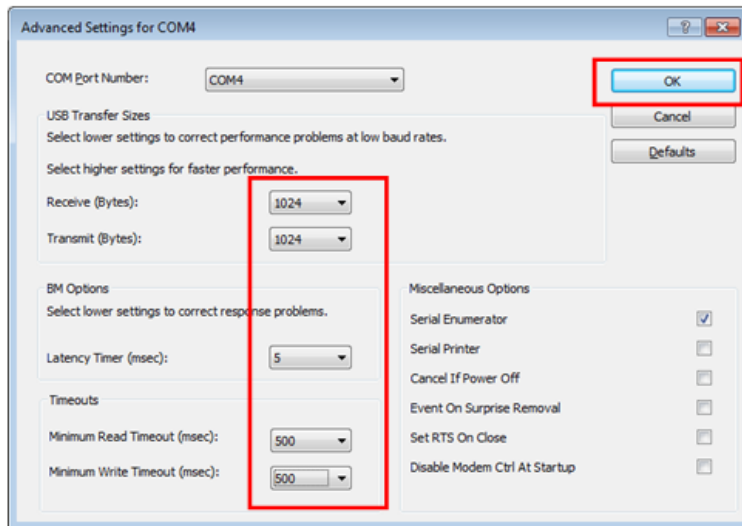 Advanced Settings for COM4
COM Port Number: COM4
OK
Cancel
Defaults
USB Transfer Sizes
Select lower settings to correct performance problems at low baud rates.
Select higher settings for faster performance.
Receive (Bytes): 1024
Transmit (Bytes): 1024
BM Options
Select lower settings to correct response problems.
Latency Timer (msec): 5
Timeouts
Minimum Read Timeout (msec): 500
Minimum Write Timeout (msec): 500
Miscellaneous Options
Serial Enumerator
Serial Printer
Cancel If Power Off
Event On Surprise Removal
Set RTS On Close
Disable Modem Ctrl At Startup